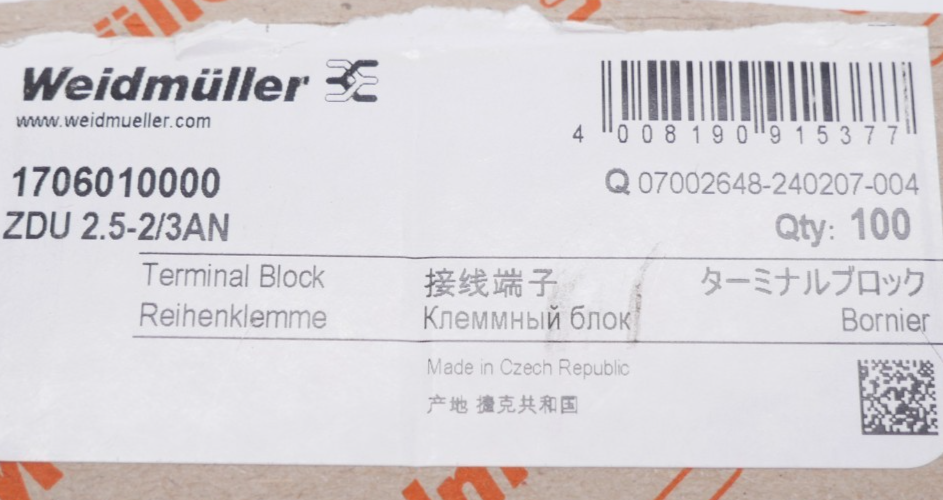 Weidmüller
www.weidmueller.com
4 008190 915377
1706010000
Q 07002648-240207-004
ZDU 2.5-2/3AN
Qty: 100
Terminal Block 接线端子 ターミナルブロック
Reihenklemme Клеммный блок Bornier
Made in Czech Republic
产地 捷克共和国